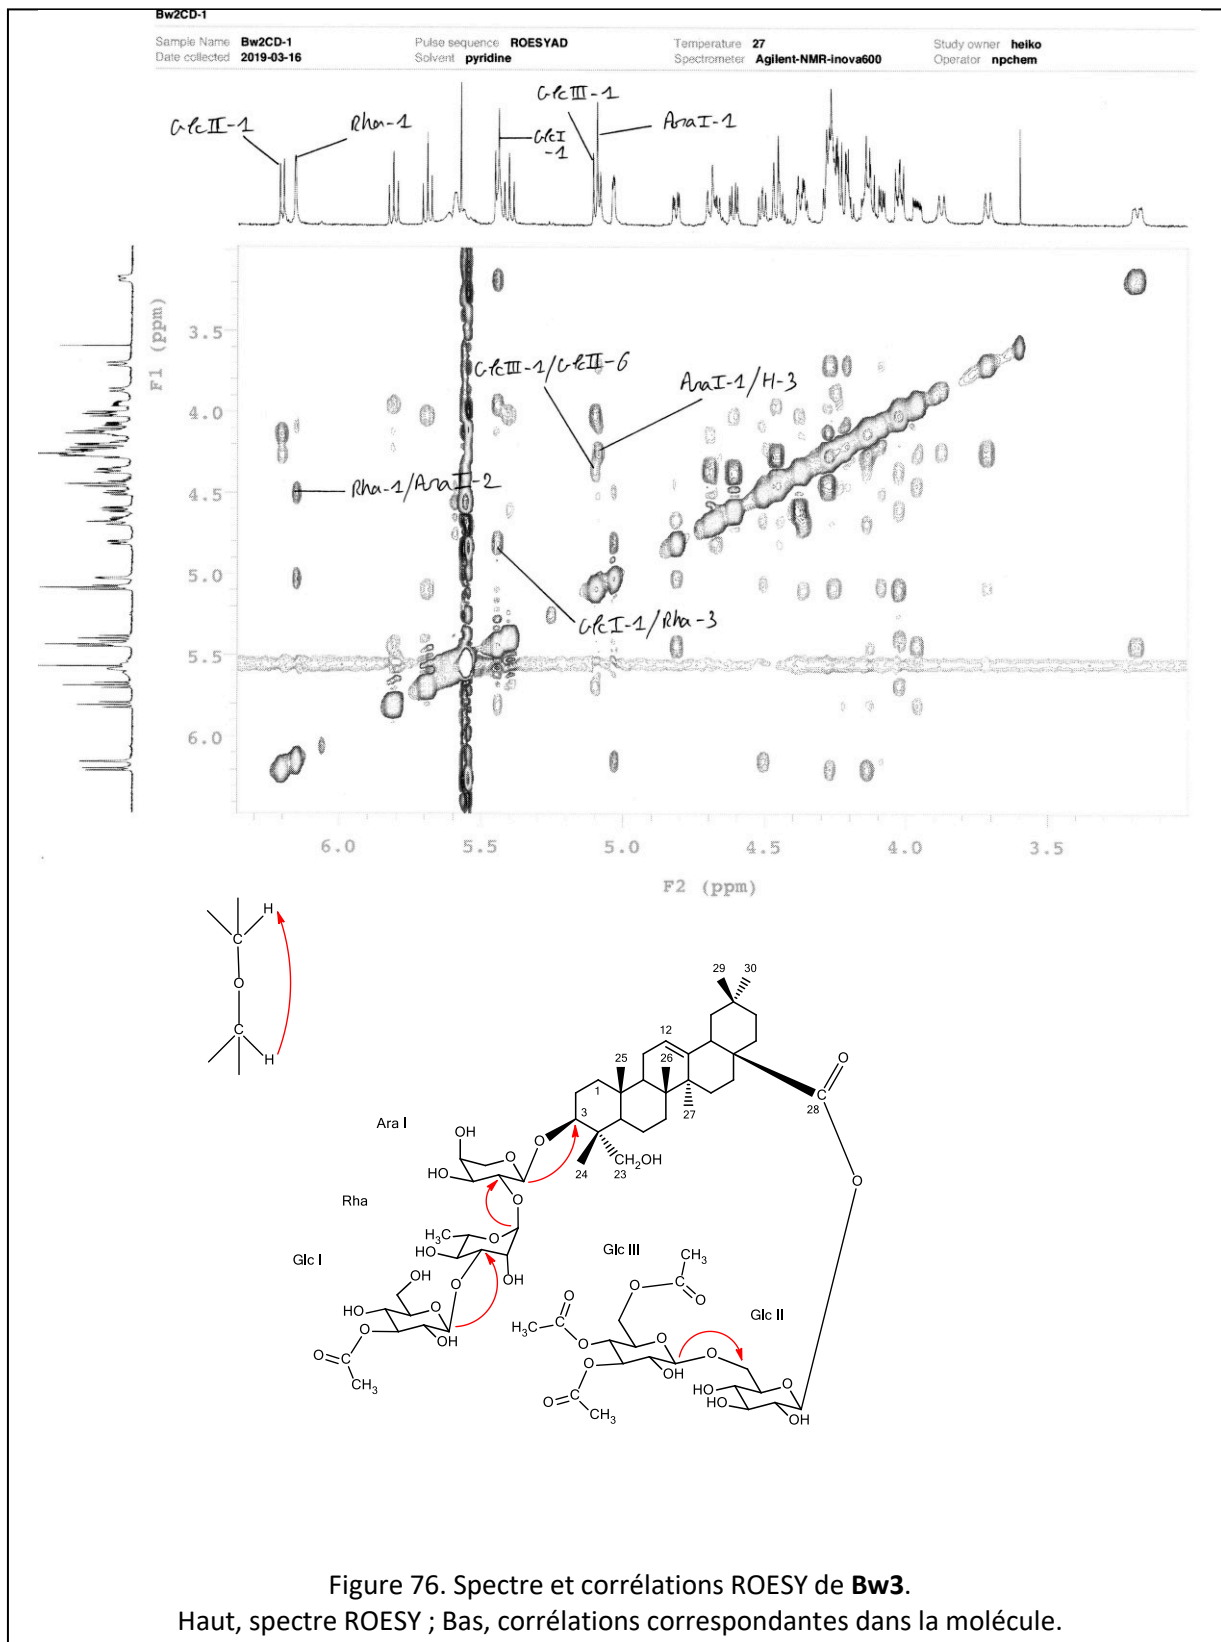 Bw2CD-1
Sample Name Bw2CD-1 Pulse sequence ROESYAD Temperature 27 Study owner heiko
Date collected 2019-03-16 Solvent pyridine Spectrometer Agilent-NMR-inova600 Operator npchem
GlcII-1
Rha-1
GlcI
-1
GlcIII-1
AraI-1
F1 (ppm)
3.5
4.0
4.5
5.0
5.5
6.0
GlcIII-1/GlcII-6
AraI-1/H-3
Rha-1/AraI-2
GlcI-1/Rha-3
6.0 5.5 5.0 4.5 4.0 3.5
F2 (ppm)
H
C
O
C
H
29 30
12
25 26
1
3
27
24 23
CH2OH
O
C
28
O
O
Ara I
OH
O
HO
O
Rha
H3C
O
HO
O
OH
Glc I
OH
HO
O
O
OH
O
C
CH3
Glc III
CH3
O
C
O
O
C
H3C
O
O
O
OH
O
O
C
CH3
Glc II
O
HO
HO
OH
Figure 76. Spectre et corrélations ROESY de Bw3.
Haut, spectre ROESY ; Bas, corrélations correspondantes dans la molécule.